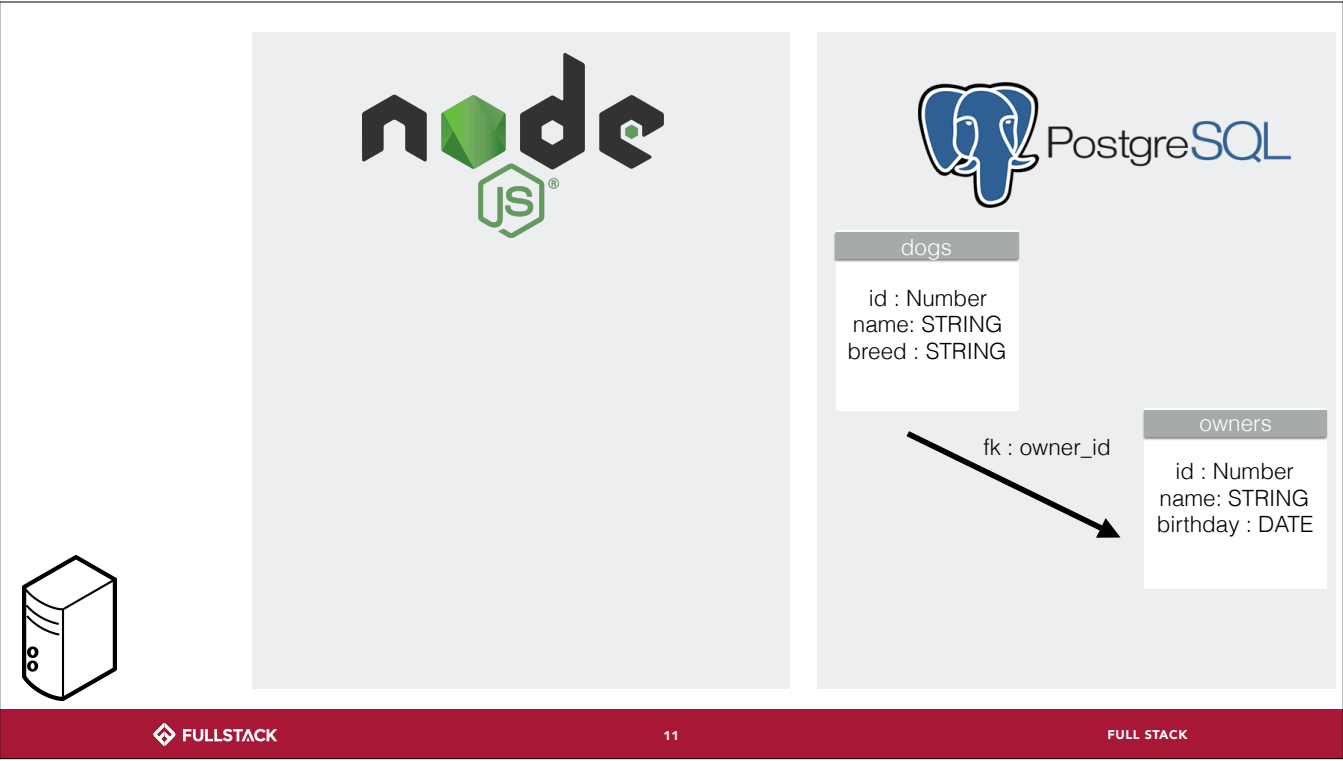 node
JS®
PostgreSQL
dogs
id : Number
name: STRING
breed : STRING
fk : owner_id
owners
id : Number
name: STRING
birthday : DATE
FULLSTACK
11
FULL STACK